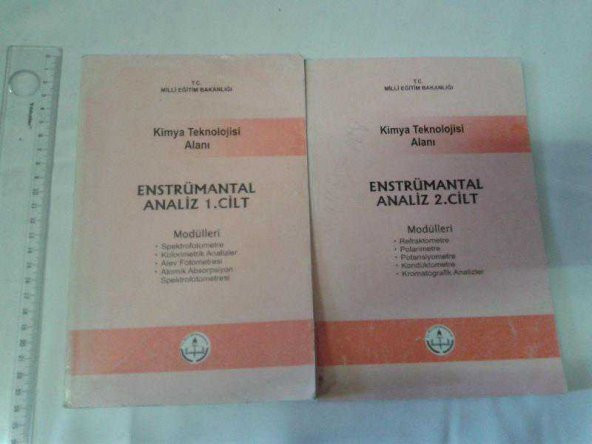 T.C.
MİLLİ EĞİTİM BAKANLIĞI
Kimya Teknolojisi
Alanı
ENSTRÜMANTAL
ANALİZ 1.CİLT
Modülleri
• Spektrofotometre
• Kolorimetrik Analizler
• Alev Fotometresi
• Atomik Absorpsiyon
Spektrofotometresi
T.C.
MİLLİ EĞİTİM BAKANLIĞI
Kimya Teknolojisi
Alanı
ENSTRÜMANTAL
ANALİZ 2.CİLT
Modülleri
• Refraktometre
• Polarimetre
• Potansiyometre
• Kondüktometre
• Kromatografik Analizler